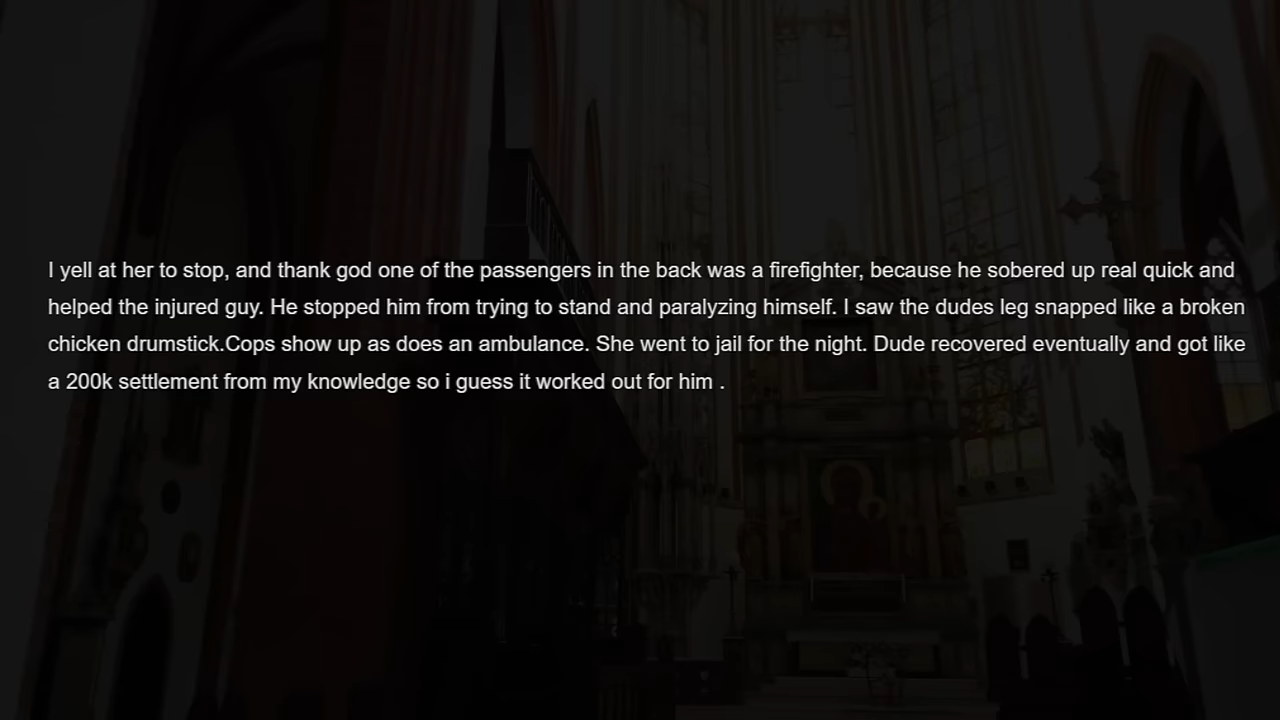 I yell at her to stop, and thank god one of the passengers in the back was a firefighter, because he sobered up real quick and
helped the injured guy. He stopped him from trying to stand and paralyzing himself. I saw the dudes leg snapped like a broken
chicken drumstick.Cops show up as does an ambulance. She went to jail for the night. Dude recovered eventually and got like
a 200k settlement from my knowledge so i guess it worked out for him .